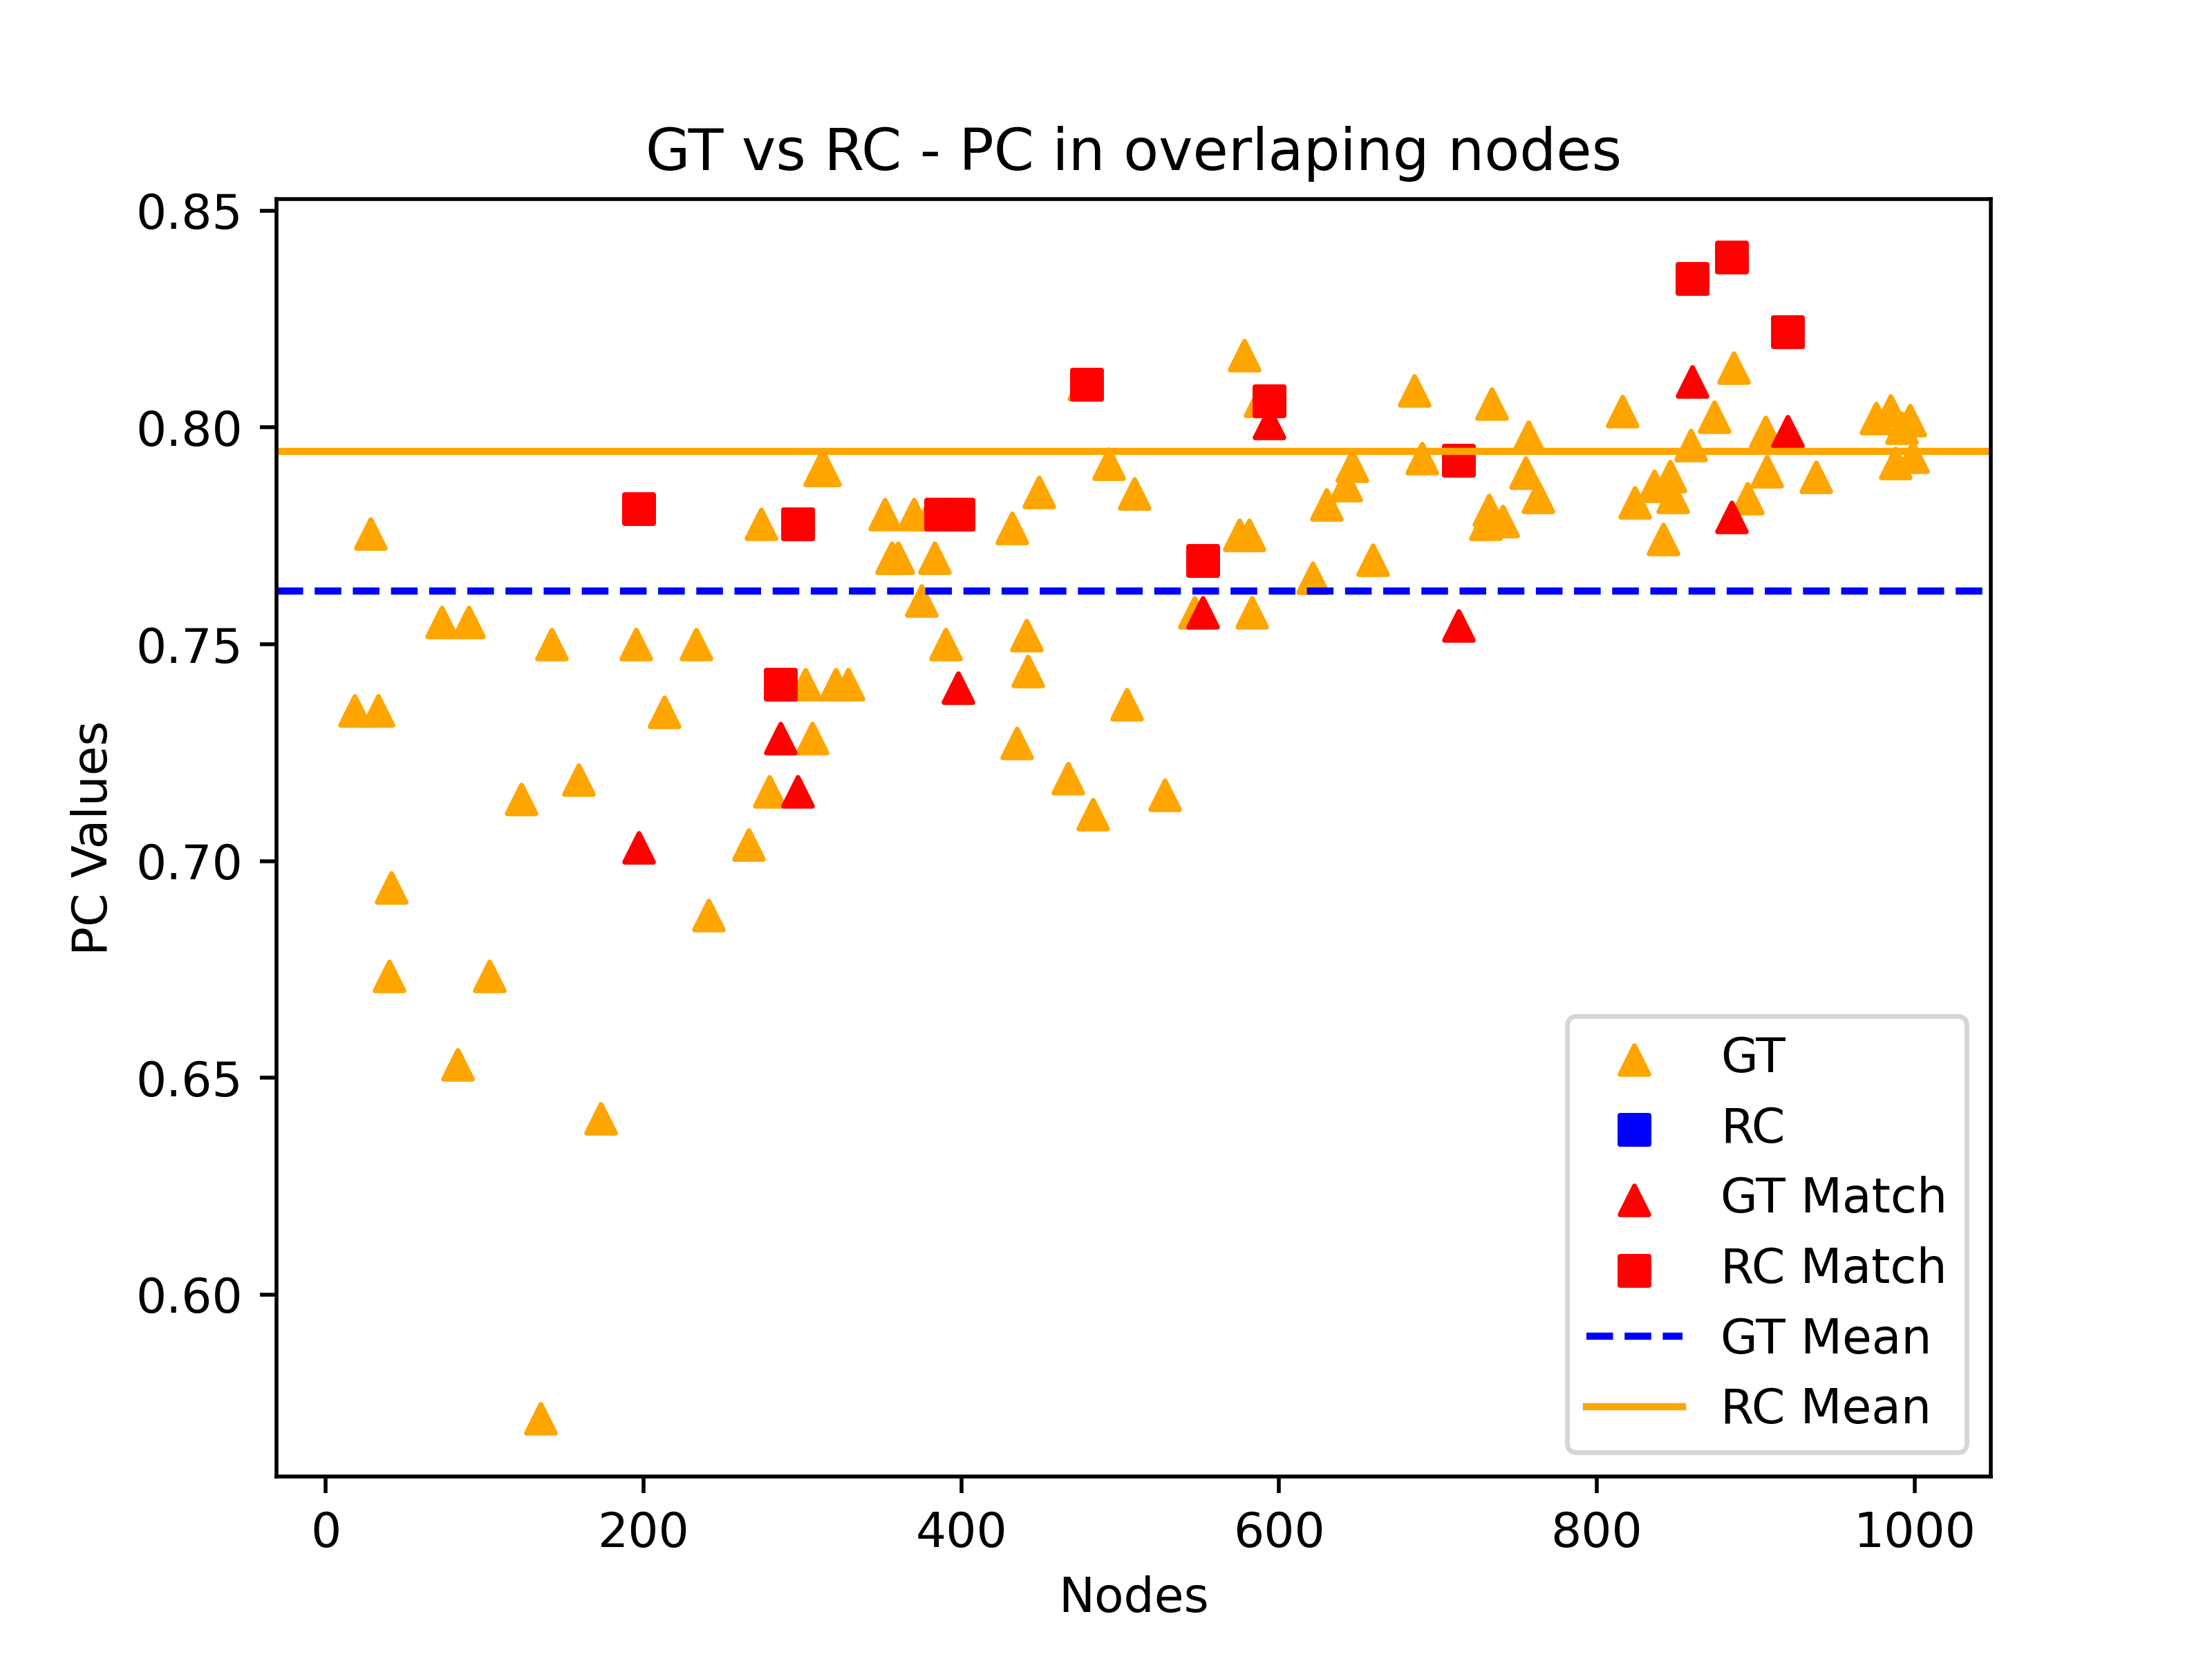 GT vs RC - PC in overlaping nodes
0.85
0.80
0.75
0.70
0.65
0.60
PC Values
0 200 400 600 800 1000
Nodes
GT
RC
GT Match
RC Match
GT Mean
RC Mean